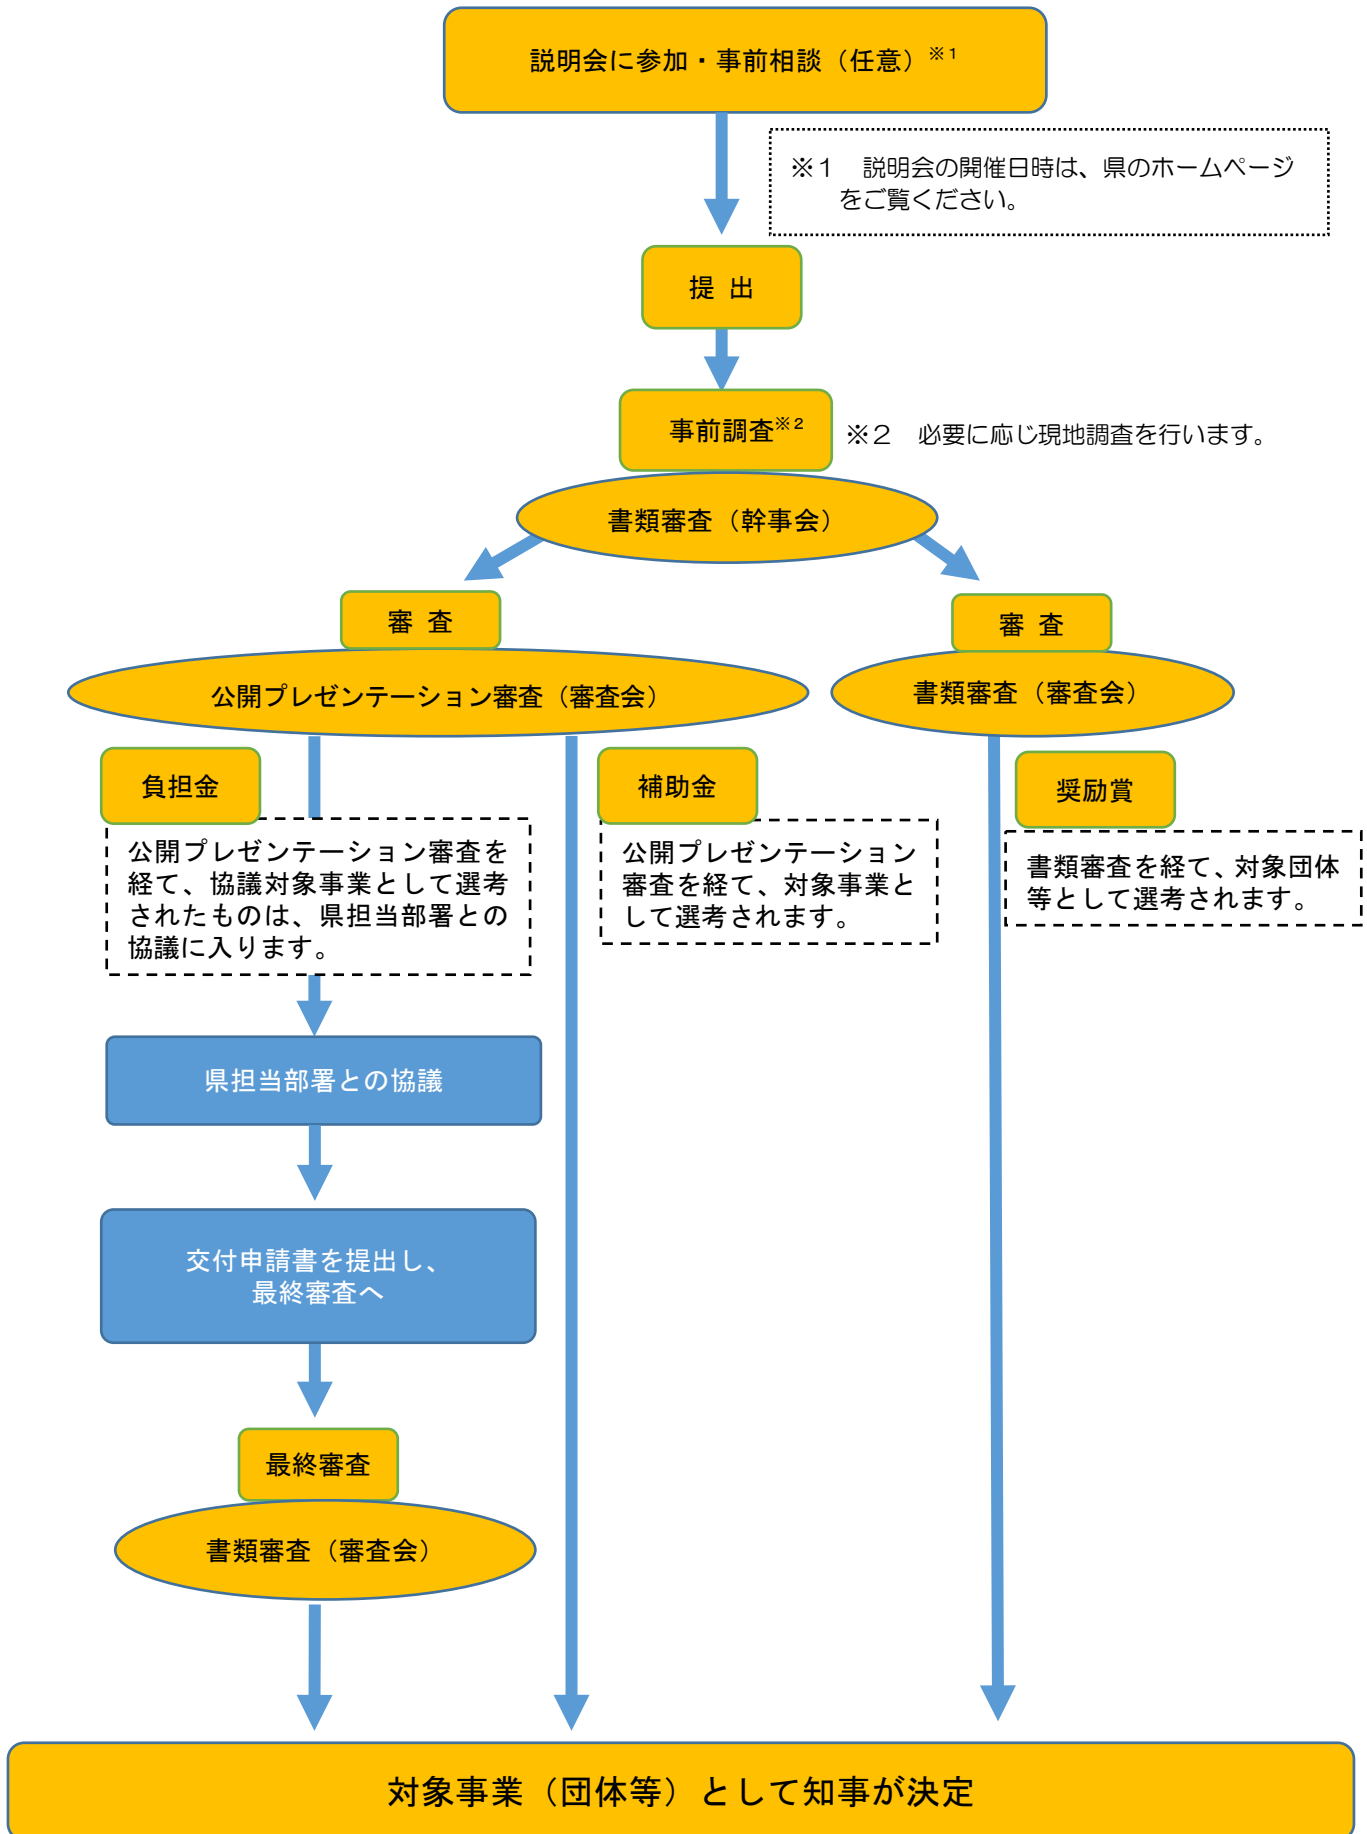 説明会に参加・事前相談（任意）※1
※１　説明会の開催日時は、県のホームページ
をご覧ください。
提 出
事前調査※2
※２　必要に応じ現地調査を行います。
書類審査（幹事会）
審 査
公開プレゼンテーション審査（審査会）
審 査
書類審査（審査会）
負担金
公開プレゼンテーション審査を
経て、協議対象事業として選考
されたものは、県担当部署との
協議に入ります。
補助金
公開プレゼンテーション
審査を経て、対象事業と
して選考されます。
奨励賞
書類審査を経て、対象団体
等として選考されます。
県担当部署との協議
交付申請書を提出し、
最終審査へ
最終審査
書類審査（審査会）
対象事業（団体等）として知事が決定